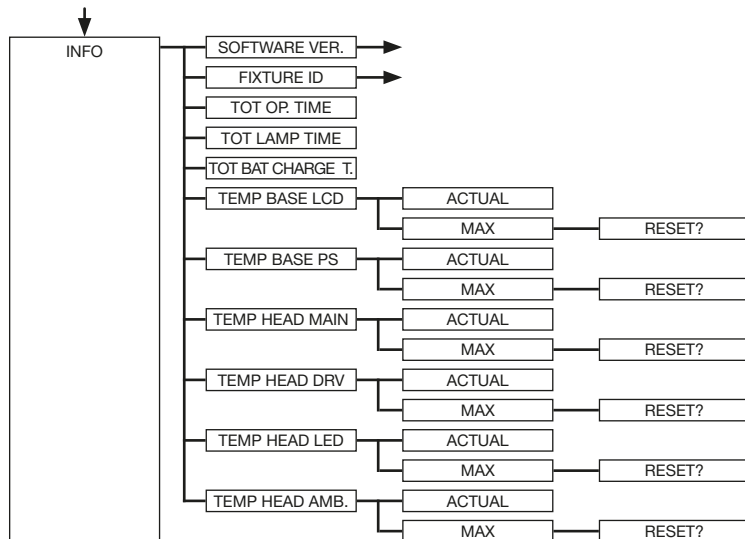 INFO
SOFTWARE VER.
FIXTURE ID
TOT OP. TIME
TOT LAMP TIME
TOT BAT CHARGE T.
TEMP BASE LCD ACTUAL
MAX RESET?
TEMP BASE PS ACTUAL
MAX RESET?
TEMP HEAD MAIN ACTUAL
MAX RESET?
TEMP HEAD DRV ACTUAL
MAX RESET?
TEMP HEAD LED ACTUAL
MAX RESET?
TEMP HEAD AMB. ACTUAL
MAX RESET?